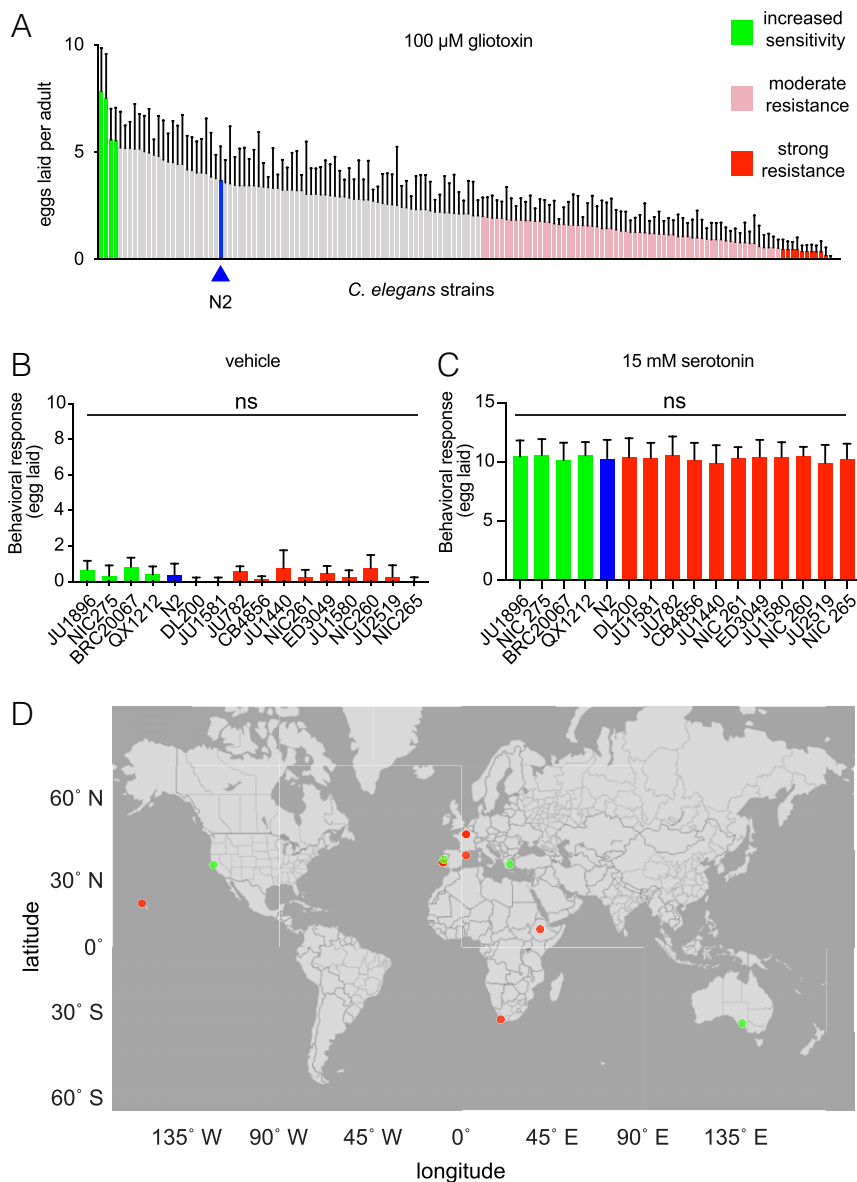 A
100 µM gliotoxin
increased
sensitivity
moderate
resistance
strong
resistance
eggs laid per adult
10
5
0
N2
C. elegans strains
B
vehicle
Behavioral response
(egg laid)
10
8
6
4
2
0
ns
JU1896
NIC275
BRC20067
QX1212
N2
DL200
JU1581
JU782
CB4856
JU1440
NIC261
ED3049
JU1580
NIC260
JU2519
NIC265
C
15 mM serotonin
Behavioral response
(egg laid)
15
10
5
0
ns
JU1896
NIC 275
BRC20067
QX1212
N2
DL200
JU1581
JU782
CB4856
JU1440
NIC 261
ED3049
JU1580
NIC 260
JU2519
NIC 265
D
latitude
60° N
30° N
0°
30° S
60° S
135° W
90° W
45° W
0°
45° E
90° E
135° E
longitude